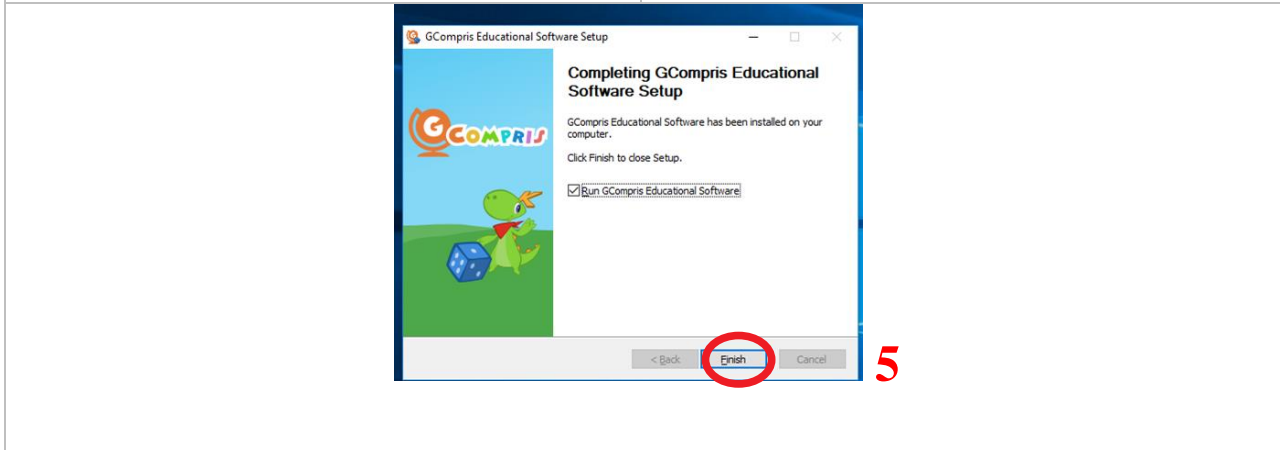 GCompris Educational Software Setup
Completing GCompris Educational
Software Setup
GCompris Educational Software has been installed on your
computer.
Click Finish to close Setup.
Run GCompris Educational Software
GCOMPRIS
< Back
Finish
Cancel
5